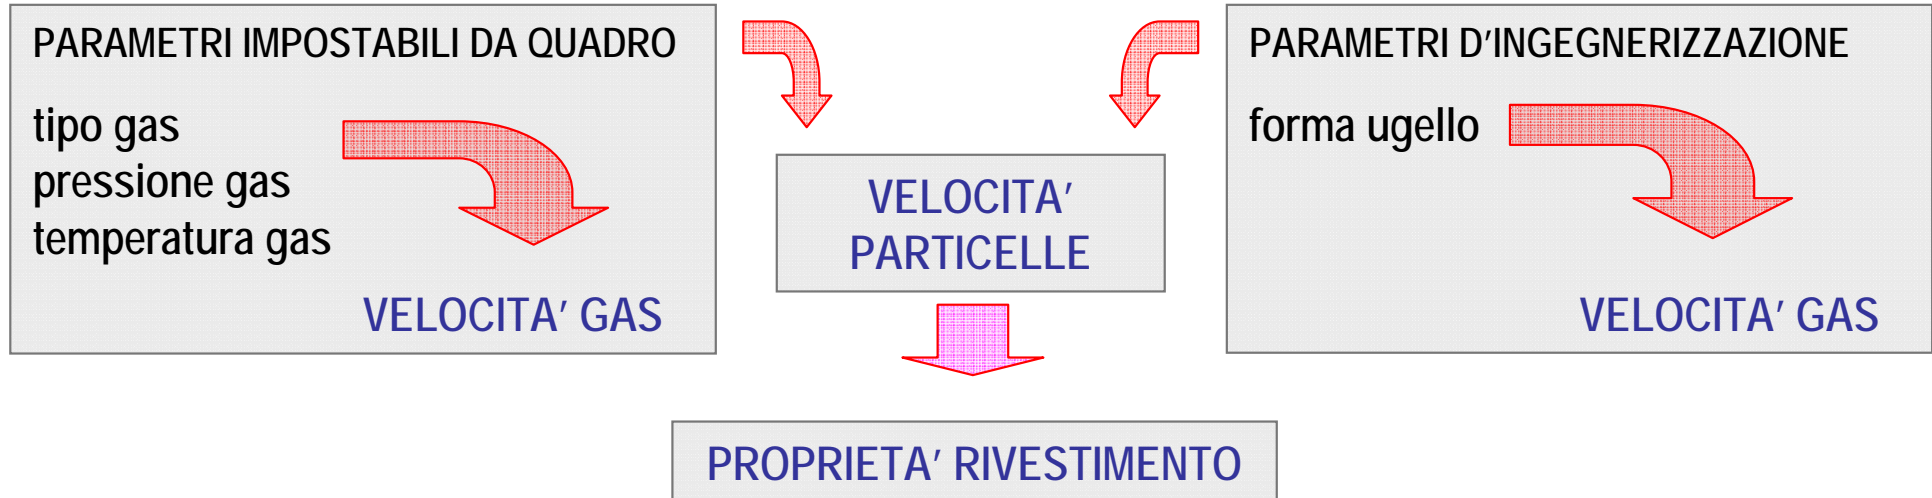 PARAMETRI IMPOSTABILI DA QUADRO
tipo gas
pressione gas
temperatura gas
VELOCITA’ GAS
VELOCITA’
PARTICELLE
PARAMETRI D’INGEGNERIZZAZIONE
forma ugello
VELOCITA’ GAS
PROPRIETA’ RIVESTIMENTO